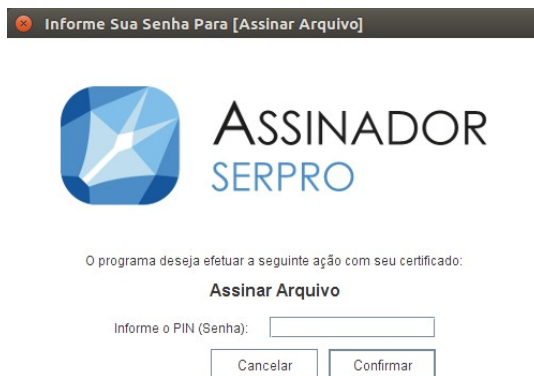 Informe Sua Senha Para [Assinar Arquivo]
ASSINADOR
SERPRO
O programa deseja efetuar a seguinte ação com seu certificado:
Assinar Arquivo
Informe o PIN (Senha):
Cancelar Confirmar